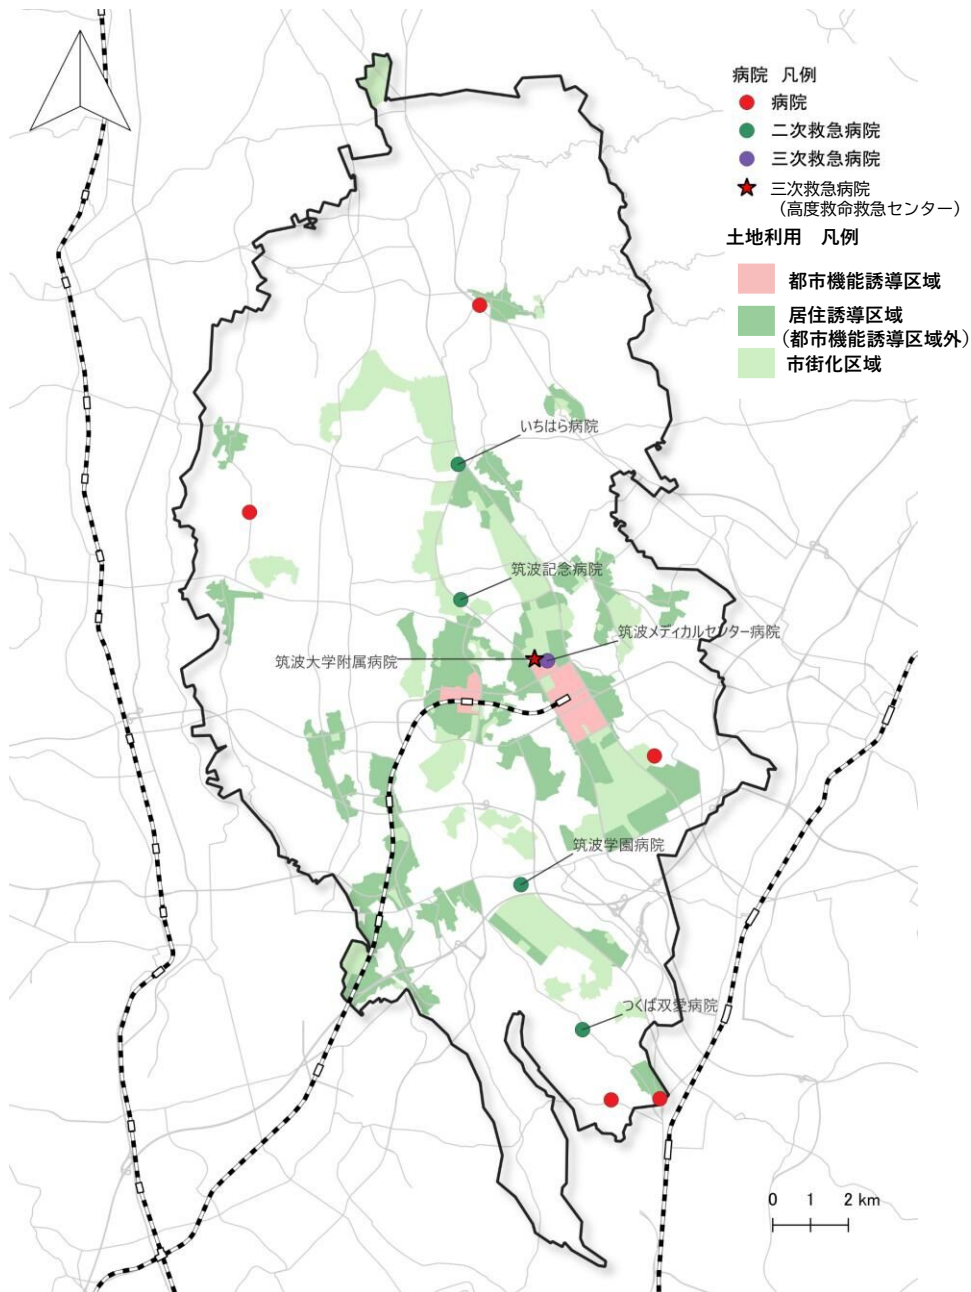 病院 凡例
病院
二次救急病院
三次救急病院
三次救急病院
(高度救命救急センター)
土地利用 凡例
都市機能誘導区域
居住誘導区域
(都市機能誘導区域外)
市街化区域
いちはら病院
筑波記念病院
筑波メディカルセンター病院
筑波大学附属病院
筑波学園病院
つくば双愛病院
0 1 2 km